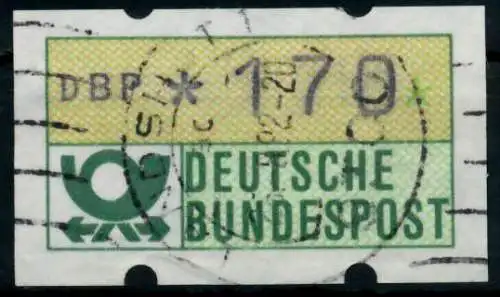 DBP * 170
DEUTSCHE
BUNDESPOST